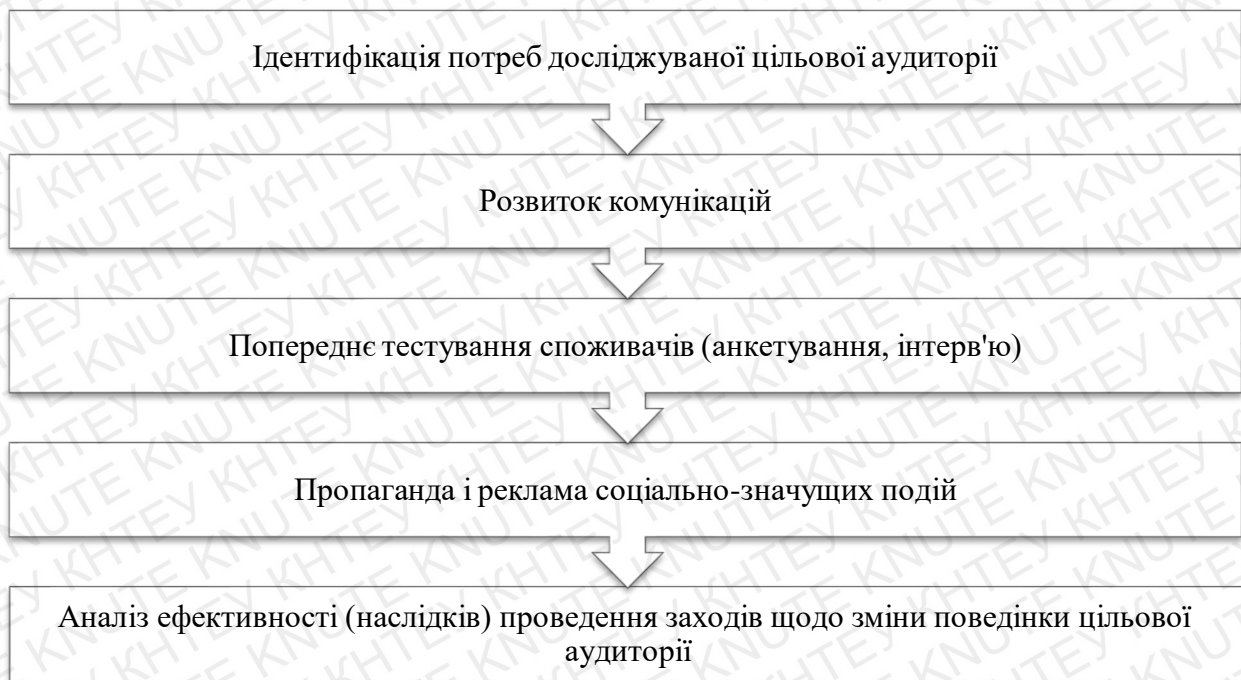 Ідентифікація потреб досліджуваної цільової аудиторії
Розвиток комунікацій
Попереднє тестування споживачів (анкетування, інтерв'ю)
Пропаганда і реклама соціально-значущих подій
Аналіз ефективності (наслідків) проведення заходів щодо зміни поведінки цільової
аудиторії